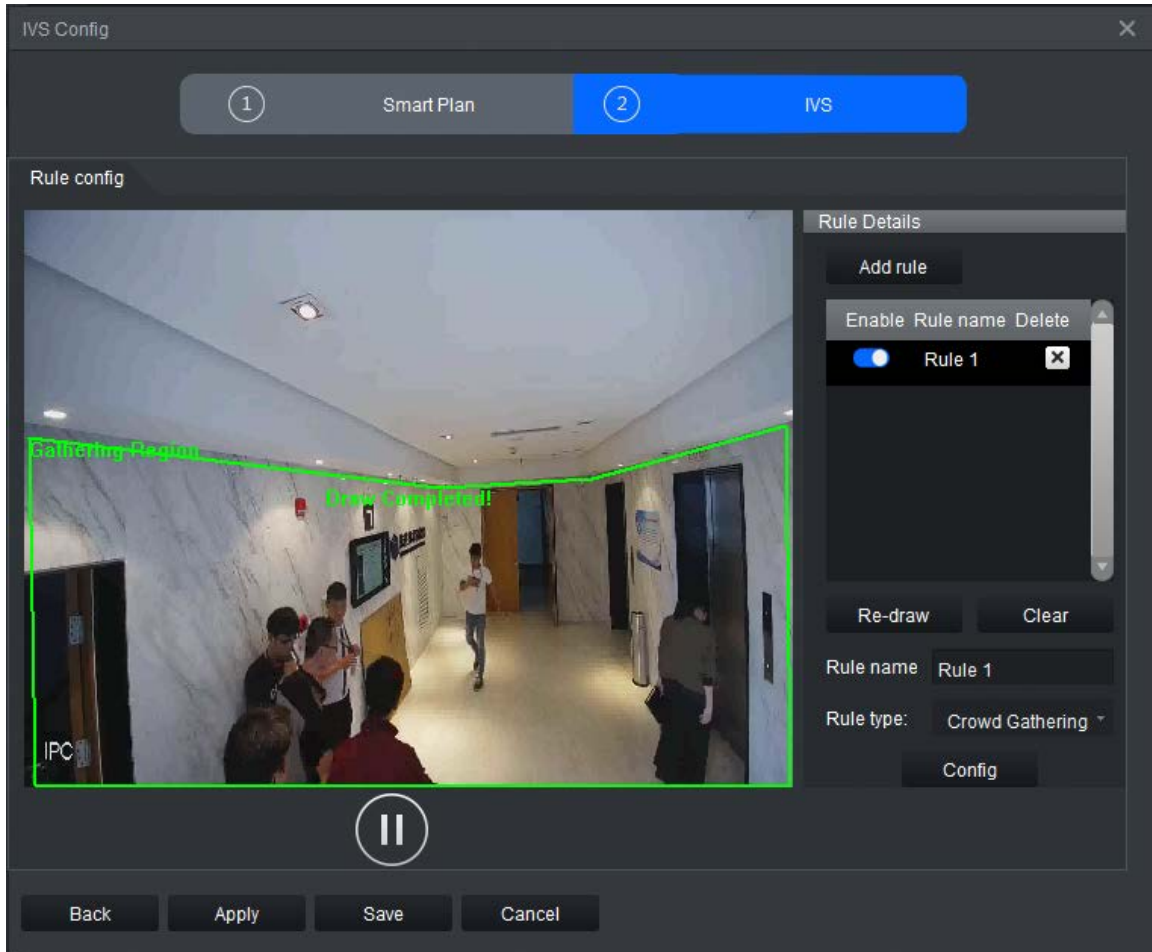 IVS Config
1 Smart Plan 2 IVS
Rule config
Gathering Region
Draw Completed!
IPC
Rule Details
Add rule
Enable Rule name Delete
Rule 1
Re-draw Clear
Rule name Rule 1
Rule type: Crowd Gathering
Config
Back Apply Save Cancel